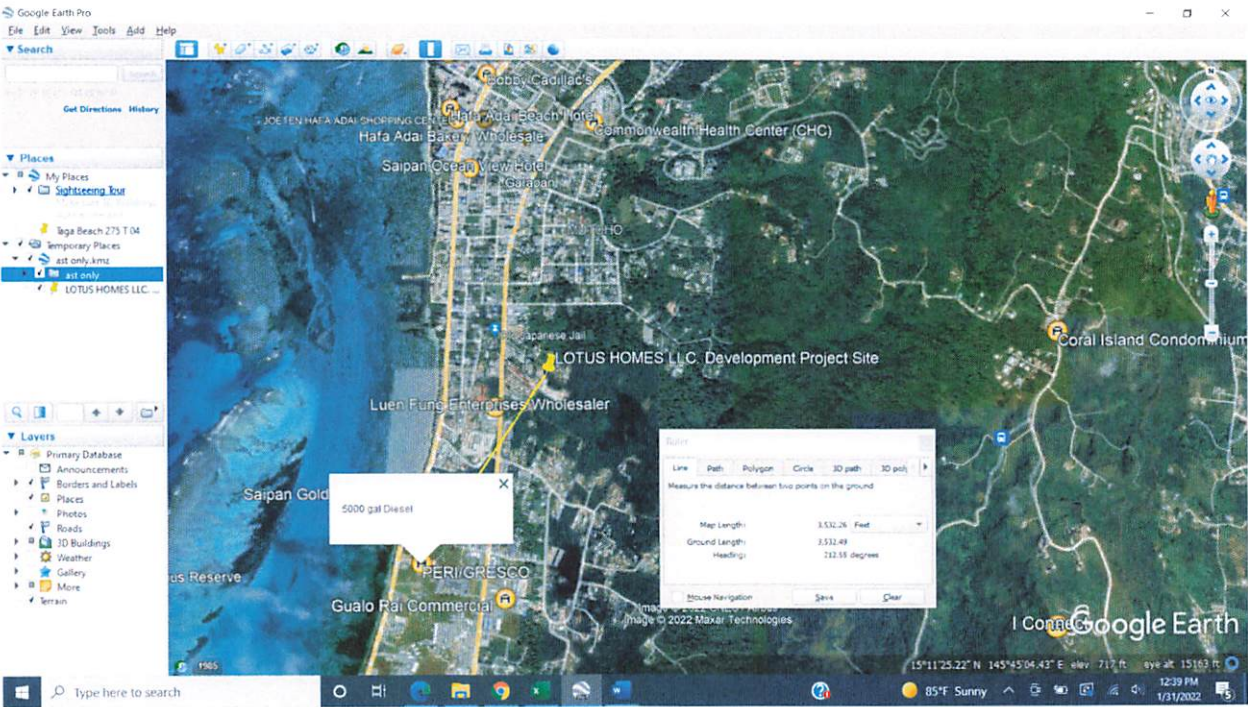 Google Earth Pro
File Edit View Tools Add Help
Search
Get Directions History
Places
My Places
Sightseeing Tour
Taga Beach 275 T 04
Temporary Places
ast only.kmz
ast only
LOTUS HOMES LLC. ...
Layers
Primary Database
Announcements
Borders and Labels
Places
Photos
Roads
3D Buildings
Weather
Gallery
More
Terrain
Bobby Cadillac's
JOETEN HAFA ADAI SHOPPING CENTE
Hafa Adai Beach Hotel
Hafa Adai Bakery Wholesale
Commonwealth Health Center (CHC)
Saipan Ocean View Hotel
Garapan
Japanese Jail
LOTUS HOMES LLC. Development Project Site
Coral Island Condominium
Luen Fung Enterprises Wholesaler
Saipan Gold
5000 gal Diesel
us Reserve
PERI/GRESCO
Gualo Rai Commercial
Ruler
Line Path Polygon Circle 3D path 3D pol
Measure the distance between two points on the ground
Map Length: 3,532.26 Feet
Ground Length: 3,532.49
Heading: 212.55 degrees
Mouse Navigation Save Clear
Image © 2022 Maxar Technologies
I Connec
Google Earth
1985
15°11'25.22" N 145°45'04.43" E elev 717 ft eye alt 15163 ft
Type here to search
85°F Sunny
12:39 PM
1/31/2022
5